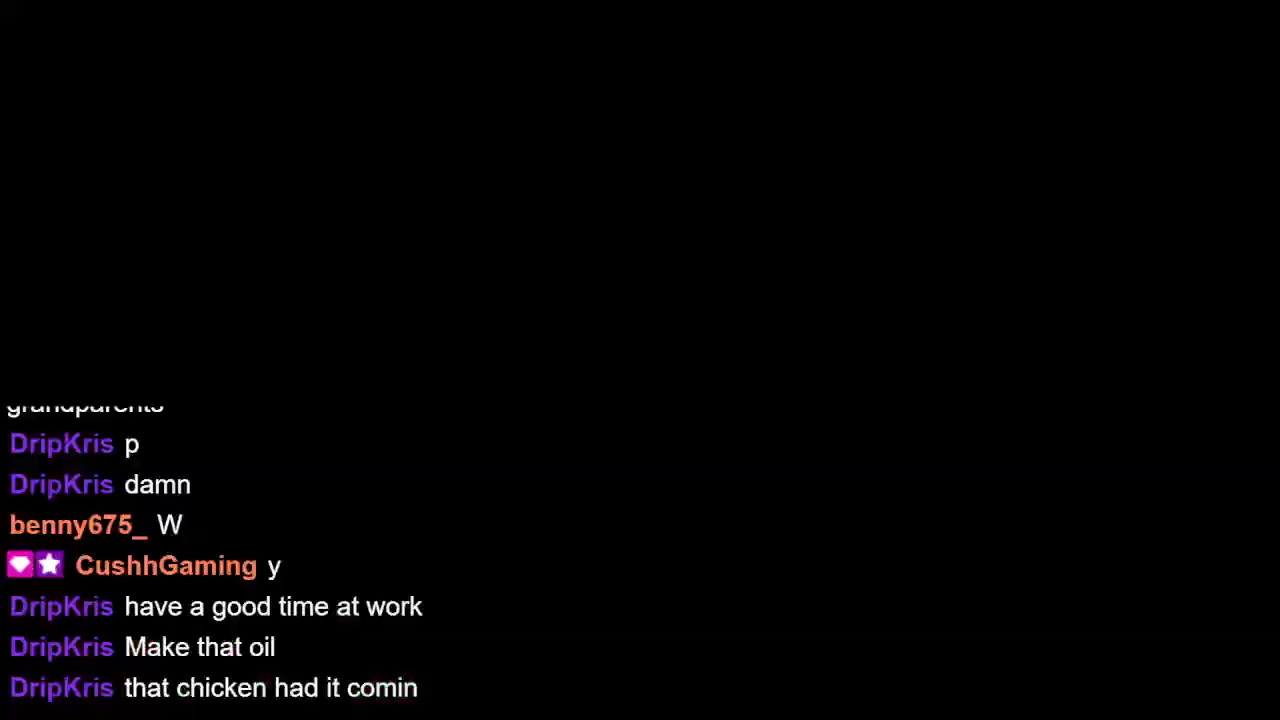 grandparents
DripKris p
DripKris damn
benny675_ W
CushhGaming y
DripKris have a good time at work
DripKris Make that oil
DripKris that chicken had it comin